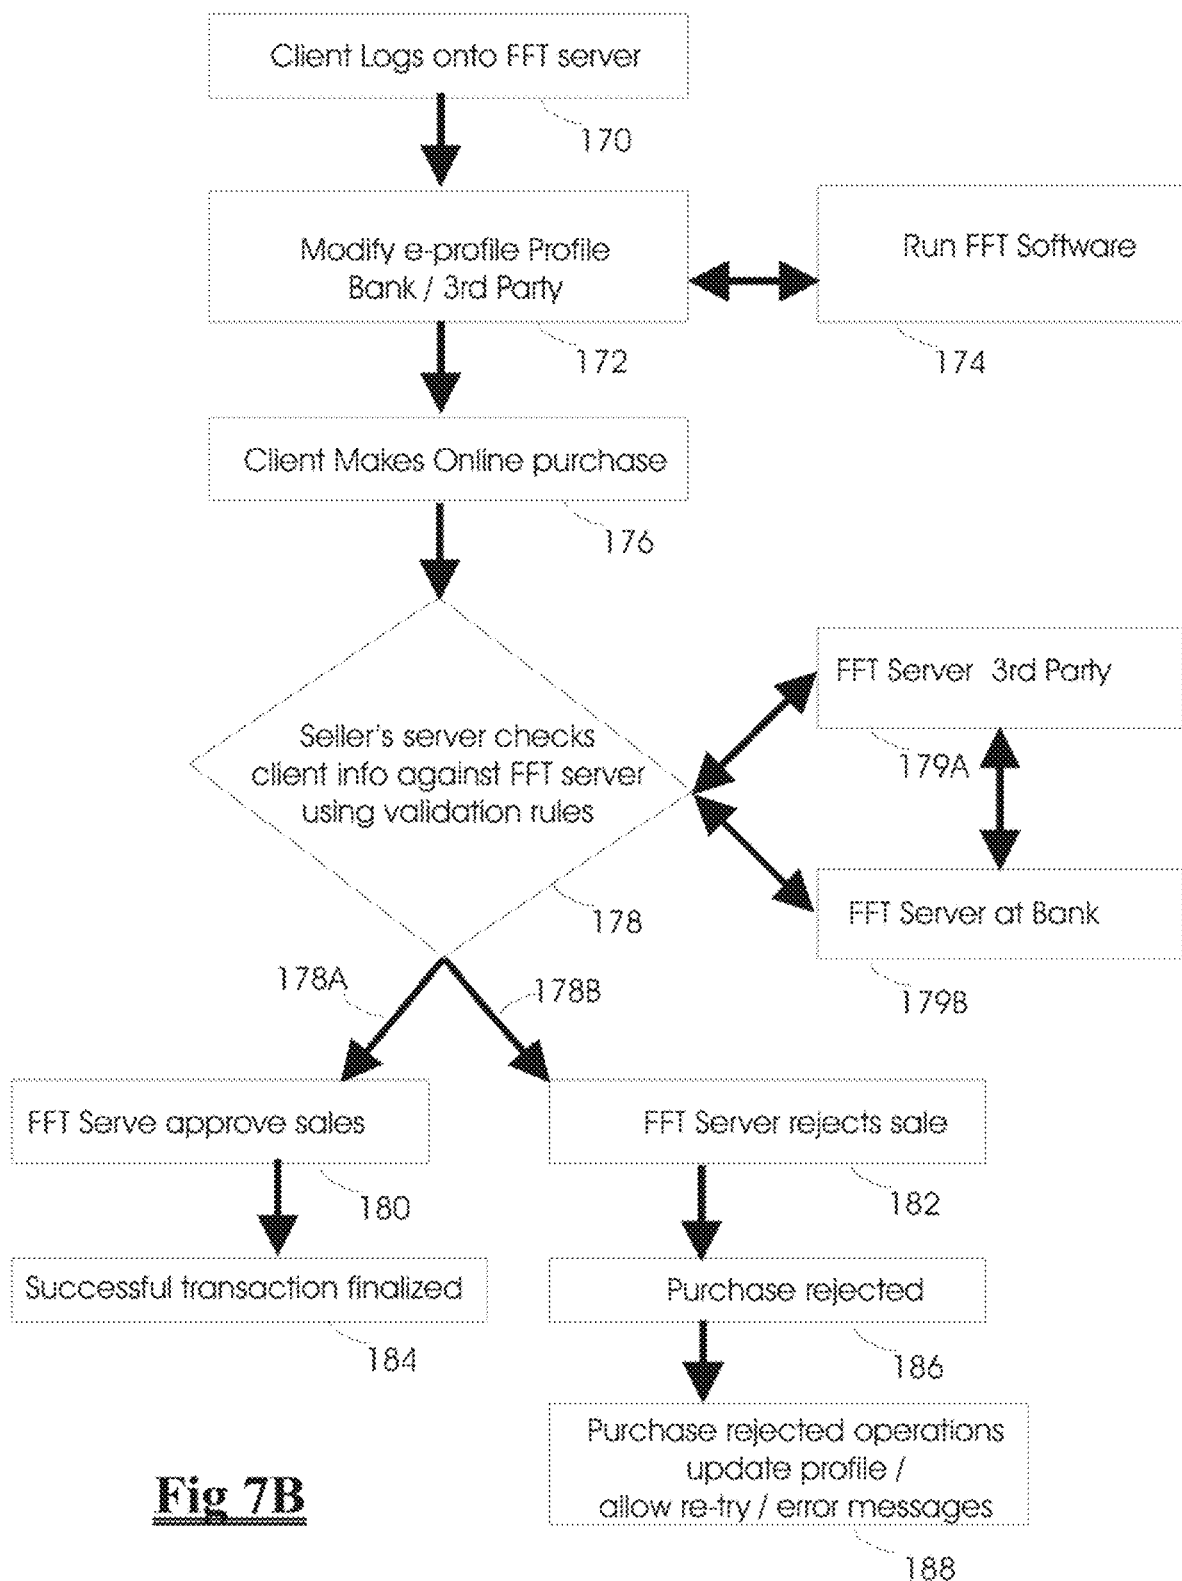 Client Logs onto FFT server
170
Modify e-profile Profile
Bank / 3rd Party
172
Run FFT Software
174
Client Makes Online purchase
176
Seller's server checks
client info against FFT server
using validation rules
178
FFT Server 3rd Party
179A
FFT Server at Bank
179B
178A
178B
FFT Serve approve sales
180
FFT Server rejects sale
182
Successful transaction finalized
184
Purchase rejected
186
Purchase rejected operations
update profile /
allow re-try / error messages
188
Fig 7B